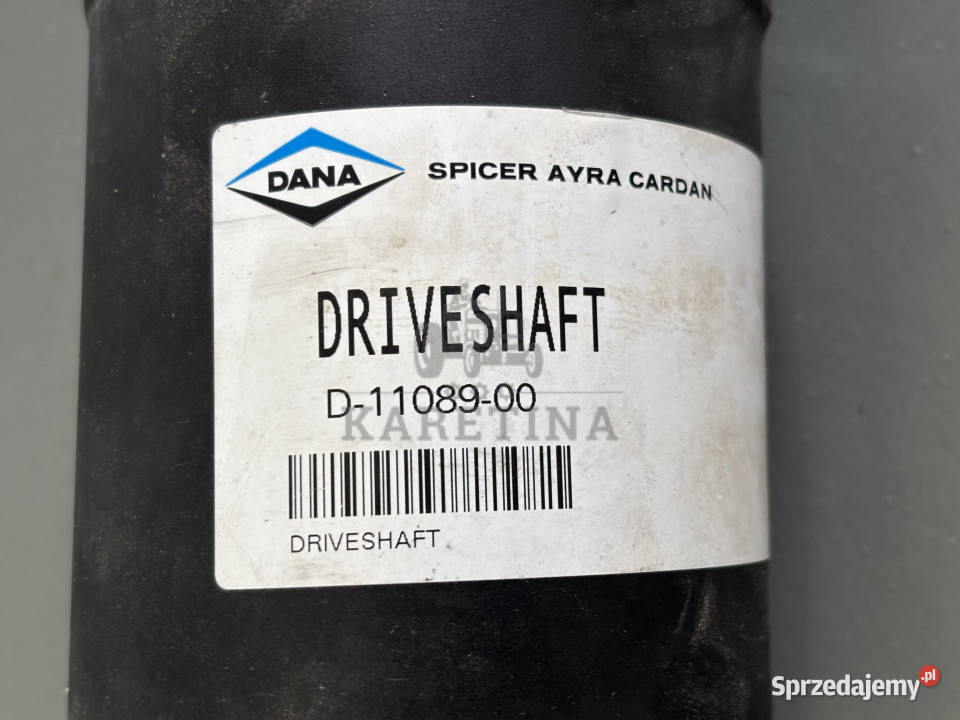 DANA
SPICER AYRA CARDAN
DRIVESHAFT
D-11089-00
KARETINA
DRIVESHAFT
Sprzedajemy.pl